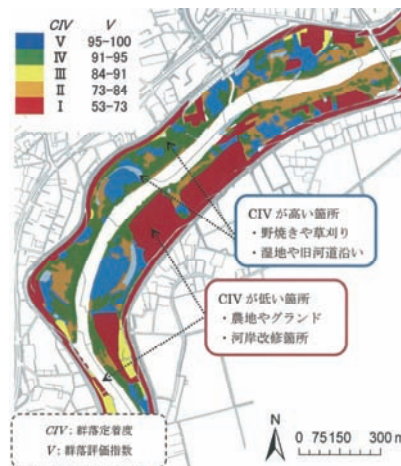 CIV V
V 95-100
IV 91-95
III 84-91
II 73-84
I 53-73
CIVが高い箇所
・野焼きや草刈り
・湿地や旧河道沿い
CIVが低い箇所
・農地やグランド
・河岸改修箇所
CIV:群落定着度
V:群落評価指数
N
0 75150 300 m